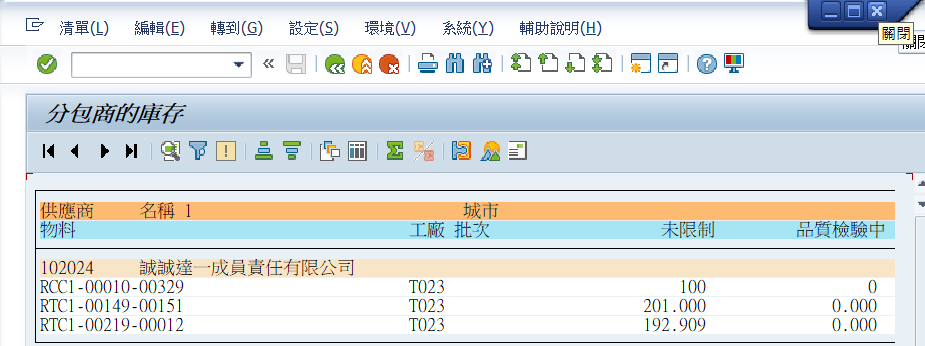 清單(L) 編輯(E) 轉到(G) 設定(S) 環境(V) 系統(Y) 輔助說明(H)
關閉
分包商的庫存
供應商 名稱 1 城市
物料 工廠 批次 未限制 品質檢驗中
102024 誠誠達一成員責任有限公司
RCC1-00010-00329 T023 100 0
RTC1-00149-00151 T023 201.000 0.000
RTC1-00219-00012 T023 192.909 0.000